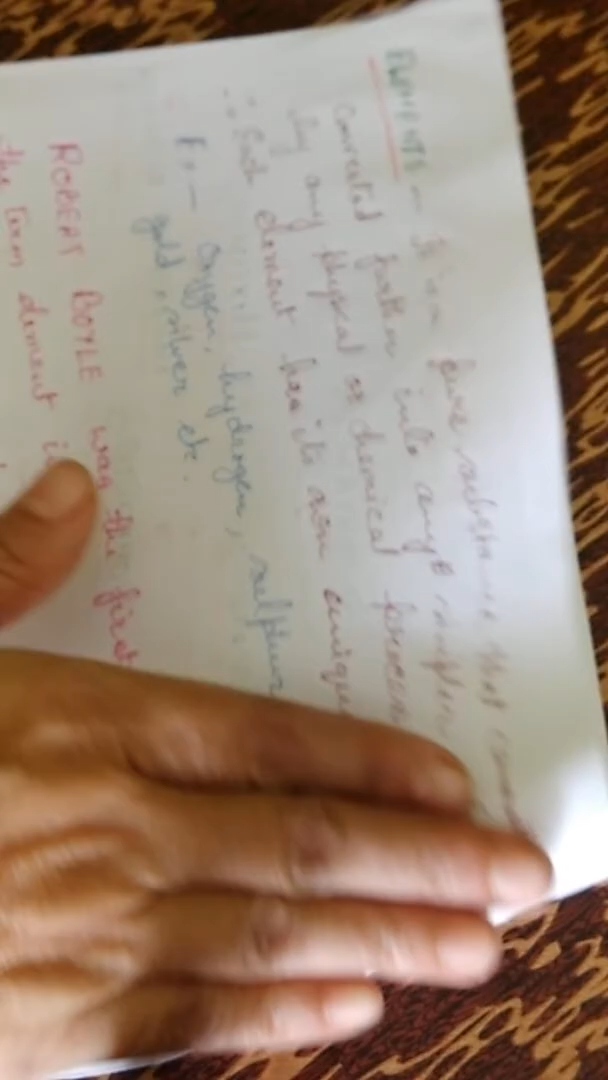 ELEMENTS - It is a pure substance that
converted further into any simpler
by any physical or chemical process
∴ Each element has its own unique
Ex - Oxygen, hydrogen, sulphur
gold, silver etc.
ROBERT BOYLE was the first
the term element i